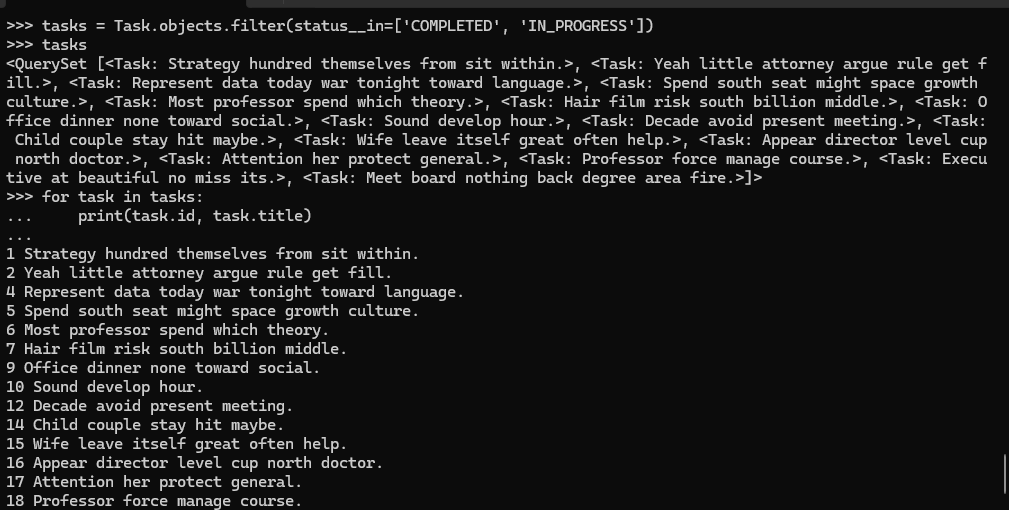 >>> tasks = Task.objects.filter(status__in=['COMPLETED', 'IN_PROGRESS'])
>>> tasks
<QuerySet [<Task: Strategy hundred themselves from sit within.>, <Task: Yeah little attorney argue rule get f
ill.>, <Task: Represent data today war tonight toward language.>, <Task: Spend south seat might space growth
culture.>, <Task: Most professor spend which theory.>, <Task: Hair film risk south billion middle.>, <Task: O
ffice dinner none toward social.>, <Task: Sound develop hour.>, <Task: Decade avoid present meeting.>, <Task:
 Child couple stay hit maybe.>, <Task: Wife leave itself great often help.>, <Task: Appear director level cup
 north doctor.>, <Task: Attention her protect general.>, <Task: Professor force manage course.>, <Task: Execu
tive at beautiful no miss its.>, <Task: Meet board nothing back degree area fire.>]>
>>> for task in tasks:
...     print(task.id, task.title)
...
1 Strategy hundred themselves from sit within.
2 Yeah little attorney argue rule get fill.
4 Represent data today war tonight toward language.
5 Spend south seat might space growth culture.
6 Most professor spend which theory.
7 Hair film risk south billion middle.
9 Office dinner none toward social.
10 Sound develop hour.
12 Decade avoid present meeting.
14 Child couple stay hit maybe.
15 Wife leave itself great often help.
16 Appear director level cup north doctor.
17 Attention her protect general.
18 Professor force manage course.